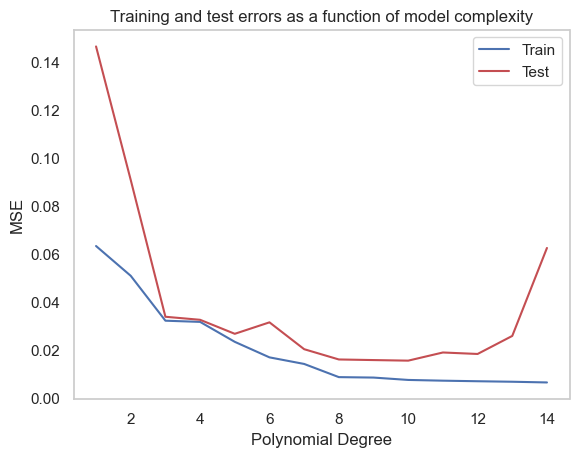 Training and test errors as a function of model complexity
Train
Test
MSE
0.14
0.12
0.10
0.08
0.06
0.04
0.02
0.00
2 4 6 8 10 12 14
Polynomial Degree